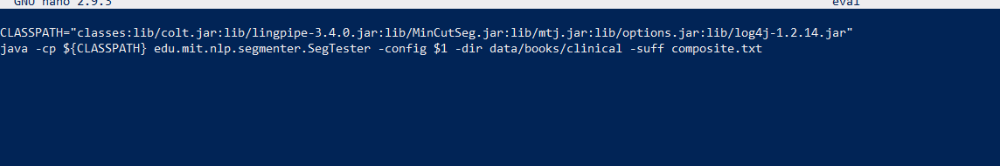 GNU nano 2.9.3 eval
CLASSPATH="classes:lib/colt.jar:lib/lingpipe-3.4.0.jar:lib/MinCutSeg.jar:lib/mtj.jar:lib/options.jar:lib/log4j-1.2.14.jar"
java -cp ${CLASSPATH} edu.mit.nlp.segmenter.SegTester -config $1 -dir data/books/clinical -suff composite.txt